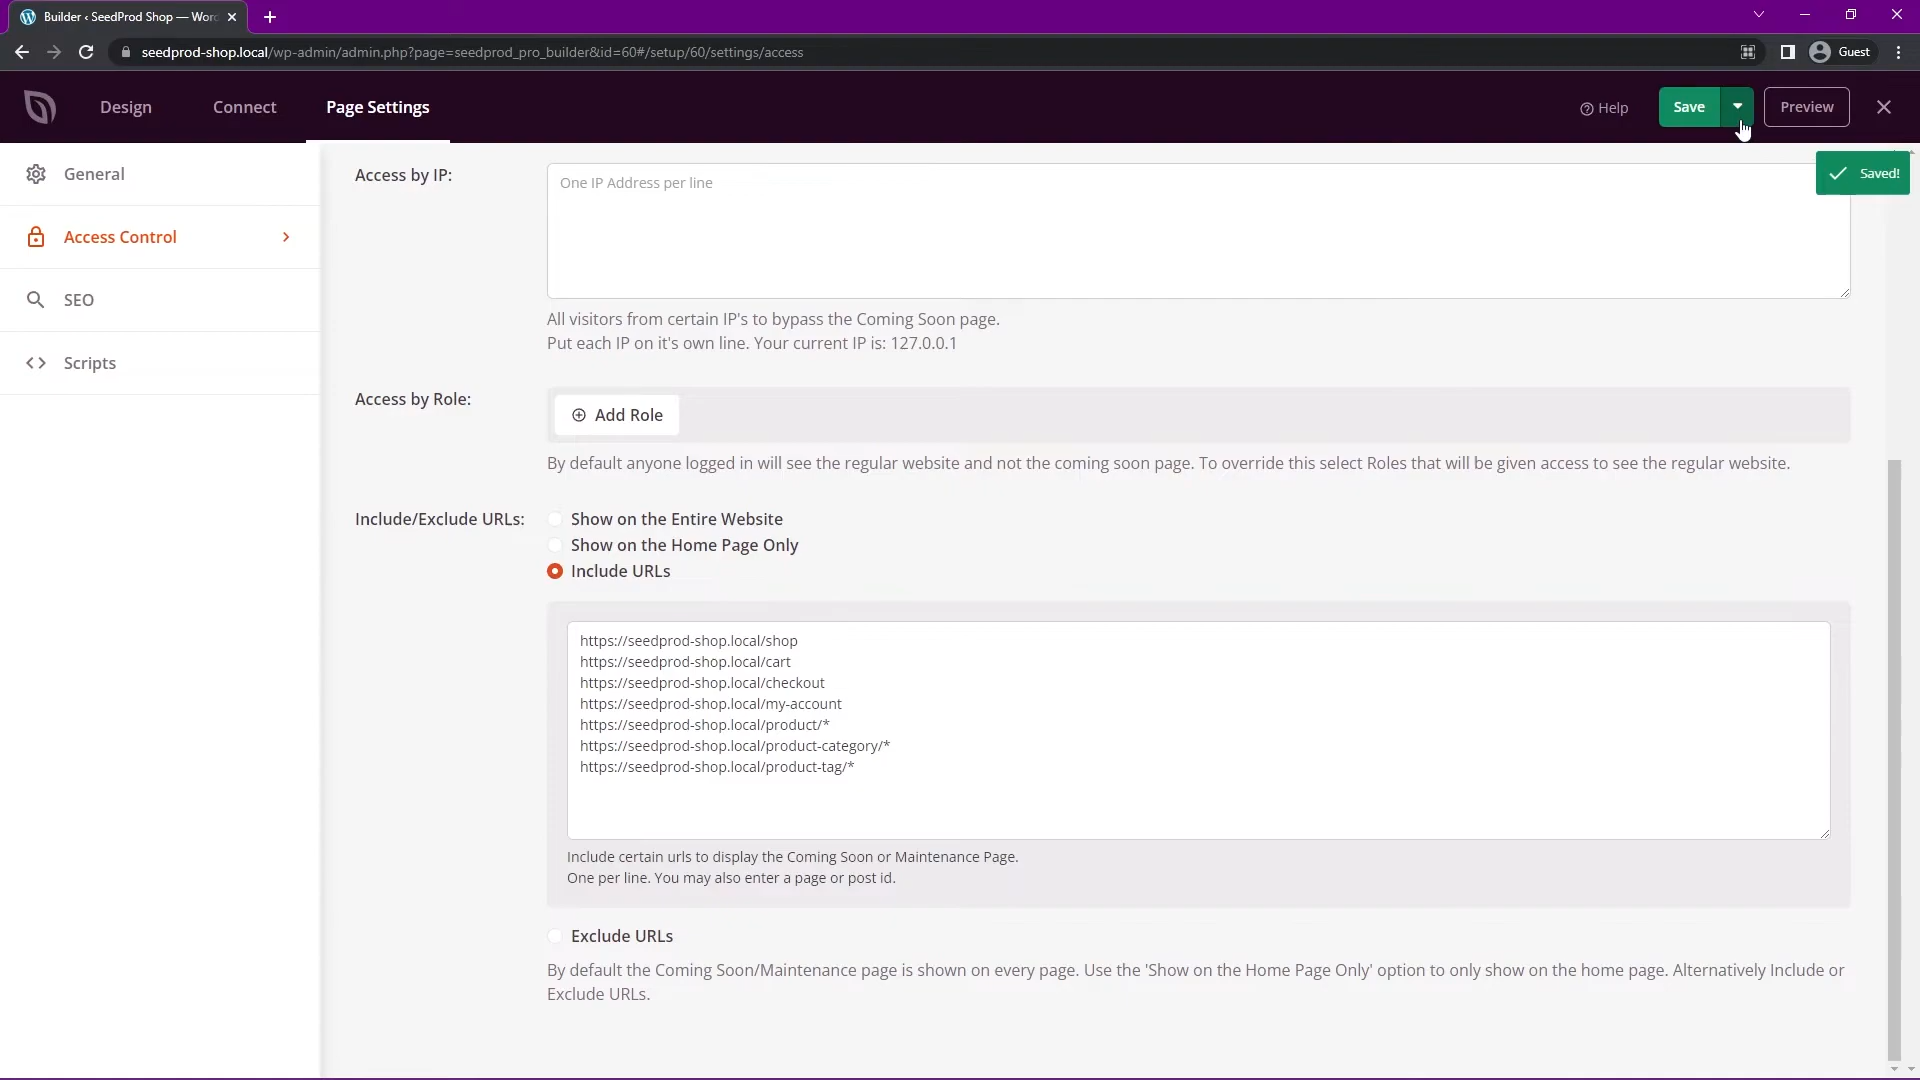 Builder ‹ SeedProd Shop — Wor
seedprod-shop.local/wp-admin/admin.php?page=seedprod_pro_builder&id=60#/setup/60/settings/access
Guest
Design
Connect
Page Settings
Help
Save
Preview
General
Access Control
SEO
Scripts
Saved!
Access by IP:
One IP Address per line
All visitors from certain IP's to bypass the Coming Soon page.
Put each IP on it's own line. Your current IP is: 127.0.0.1
Access by Role:
Add Role
By default anyone logged in will see the regular website and not the coming soon page. To override this select Roles that will be given access to see the regular website.
Include/Exclude URLs:
Show on the Entire Website
Show on the Home Page Only
Include URLs
https://seedprod-shop.local/shop
https://seedprod-shop.local/cart
https://seedprod-shop.local/checkout
https://seedprod-shop.local/my-account
https://seedprod-shop.local/product/*
https://seedprod-shop.local/product-category/*
https://seedprod-shop.local/product-tag/*
Include certain urls to display the Coming Soon or Maintenance Page.
One per line. You may also enter a page or post id.
Exclude URLs
By default the Coming Soon/Maintenance page is shown on every page. Use the 'Show on the Home Page Only' option to only show on the home page. Alternatively Include or
Exclude URLs.